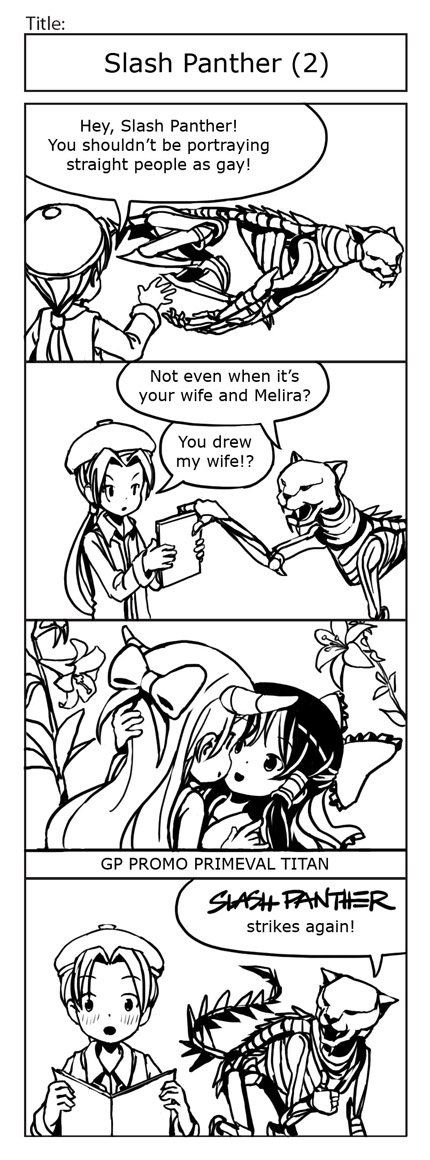 Title:
Slash Panther (2)
Hey, Slash Panther!
You shouldn't be portraying
straight people as gay!
Not even when it's
your wife and Melira?
You drew
my wife!?
GP PROMO PRIMEVAL TITAN
SLASH PANTHER
strikes again!